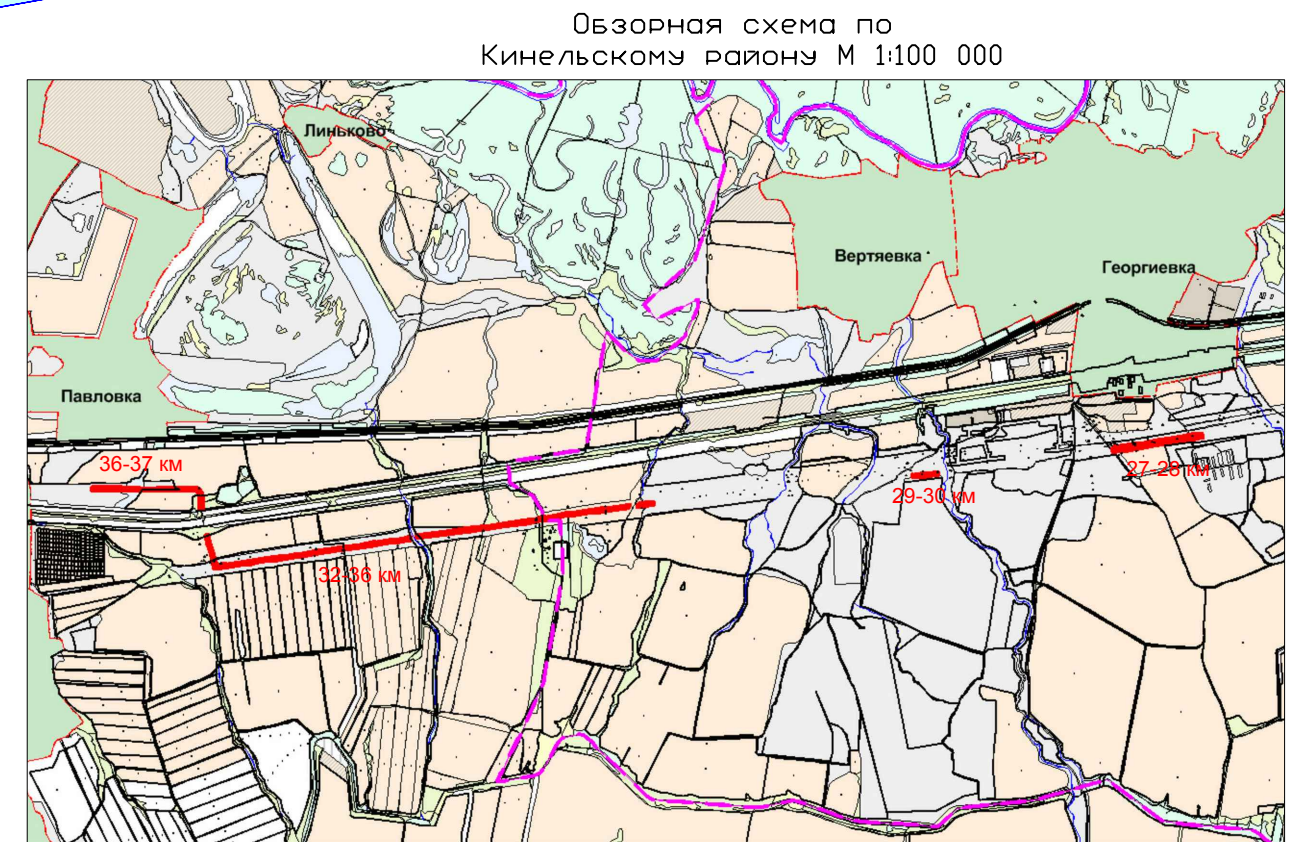 Обзорная схема по
Кинельскому району М 1:100 000
Линьково
Вертяевка
Георгиевка
Павловка
36-37 км
27-28 км
29-30 км
32-36 км